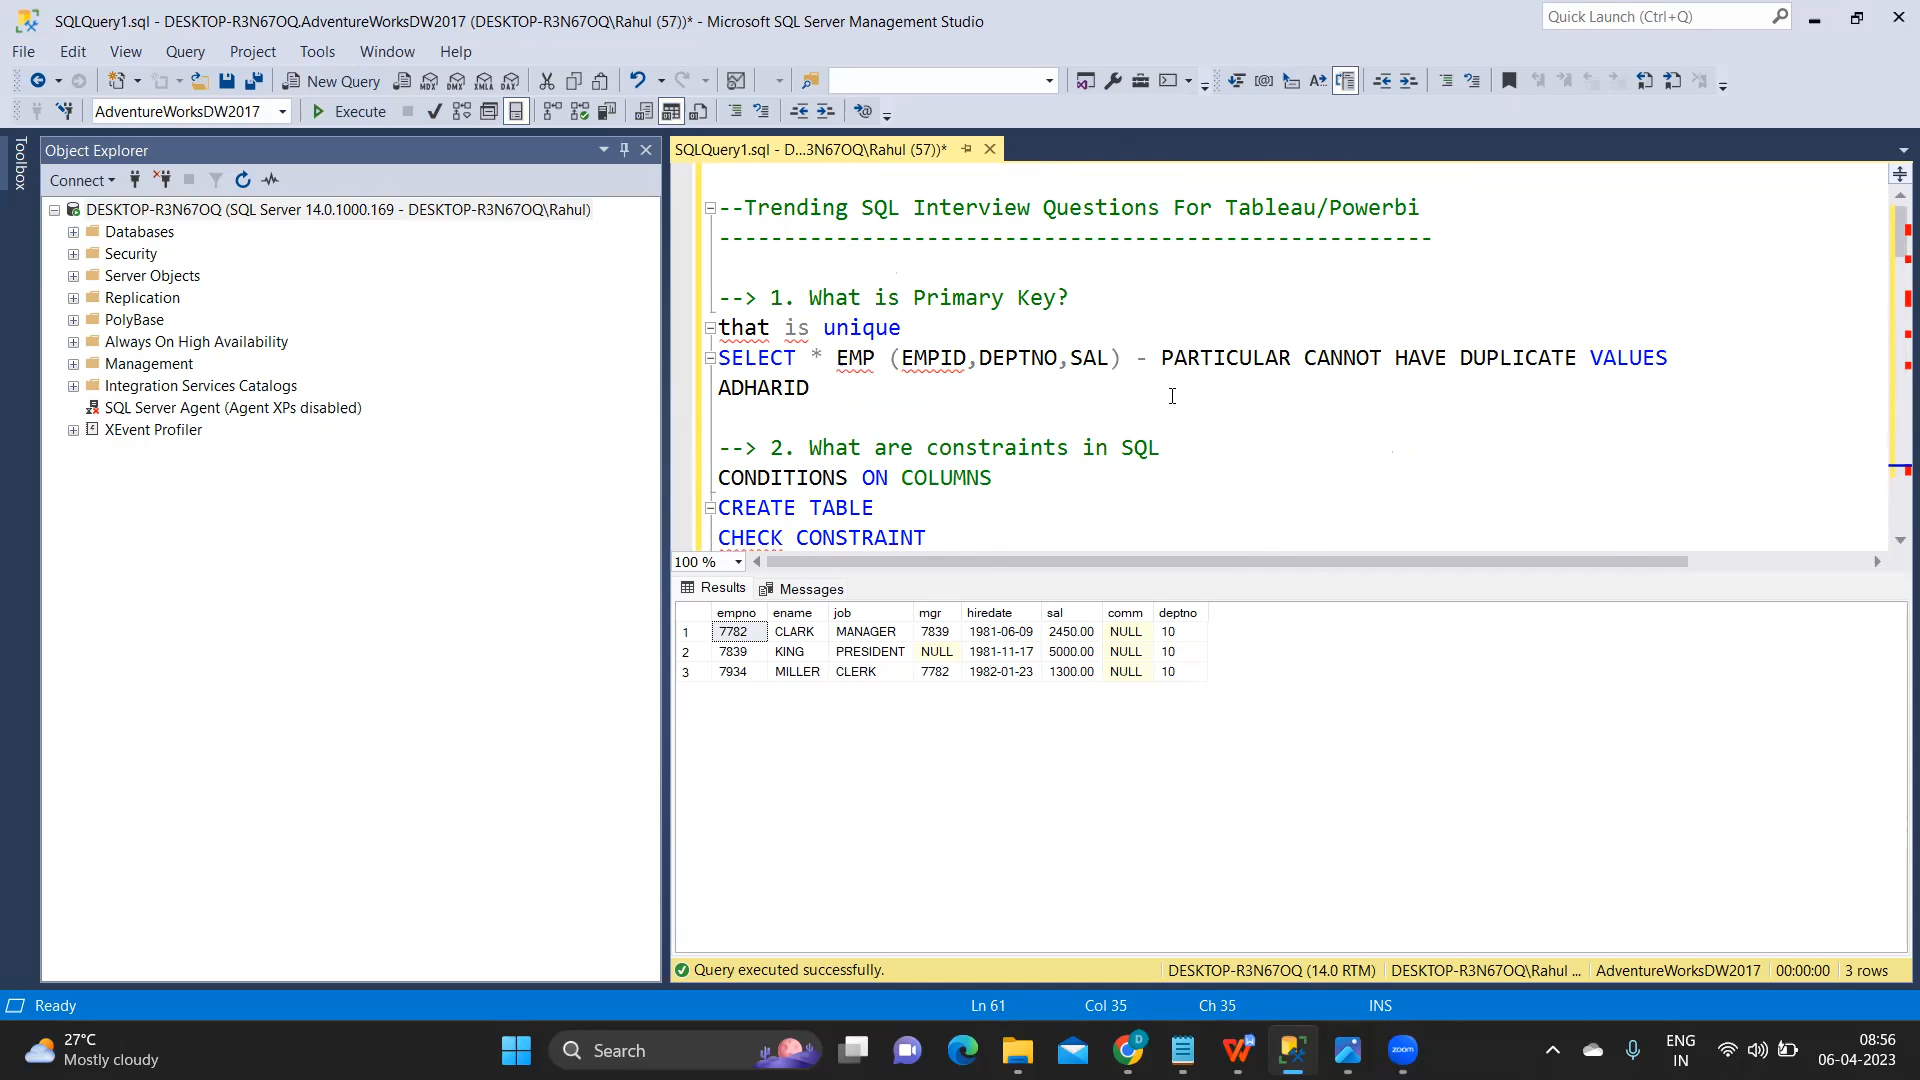 SQLQuery1.sql - DESKTOP-R3N67OQ.AdventureWorksDW2017 (DESKTOP-R3N67OQ\Rahul (57))* - Microsoft SQL Server Management Studio
Quick Launch (Ctrl+Q)
File Edit View Query Project Tools Window Help
New Query MDX DMX XMLA DAX
AdventureWorksDW2017 Execute
Toolbox
Object Explorer
Connect
DESKTOP-R3N67OQ (SQL Server 14.0.1000.169 - DESKTOP-R3N67OQ\Rahul)
Databases
Security
Server Objects
Replication
PolyBase
Always On High Availability
Management
Integration Services Catalogs
SQL Server Agent (Agent XPs disabled)
XEvent Profiler
SQLQuery1.sql - D...3N67OQ\Rahul (57))*
--Trending SQL Interview Questions For Tableau/Powerbi
-------------------------------------------------------
--> 1. What is Primary Key?
that is unique
SELECT * EMP (EMPID,DEPTNO,SAL) - PARTICULAR CANNOT HAVE DUPLICATE VALUES
ADHARID
--> 2. What are constraints in SQL
CONDITIONS ON COLUMNS
CREATE TABLE
CHECK CONSTRAINT
100 %
Results Messages
empno ename job mgr hiredate sal comm deptno
1 7782 CLARK MANAGER 7839 1981-06-09 2450.00 NULL 10
2 7839 KING PRESIDENT NULL 1981-11-17 5000.00 NULL 10
3 7934 MILLER CLERK 7782 1982-01-23 1300.00 NULL 10
Query executed successfully.
DESKTOP-R3N67OQ (14.0 RTM) DESKTOP-R3N67OQ\Rahul ... AdventureWorksDW2017 00:00:00 3 rows
Ready Ln 61 Col 35 Ch 35 INS
27°C
Mostly cloudy
Search
zoom
ENG
IN
08:56
06-04-2023